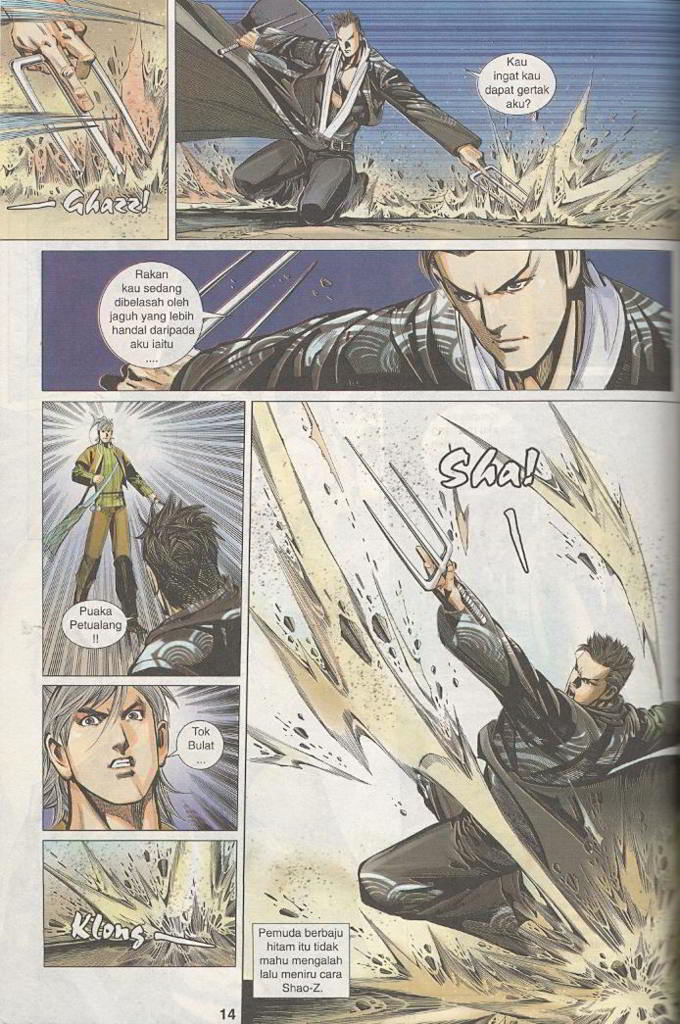 Ghazz!
Kau
ingat kau
dapat gertak
aku?
Rakan
kau sedang
dibelasah oleh
jaguh yang lebih
handal daripada
aku iaitu
....
Puaka
Petualang
!!
Sha!
Tok
Bulat
...
Klong
Pemuda berbaju
hitam itu tidak
mahu mengalah
lalu meniru cara
Shao-Z.
14